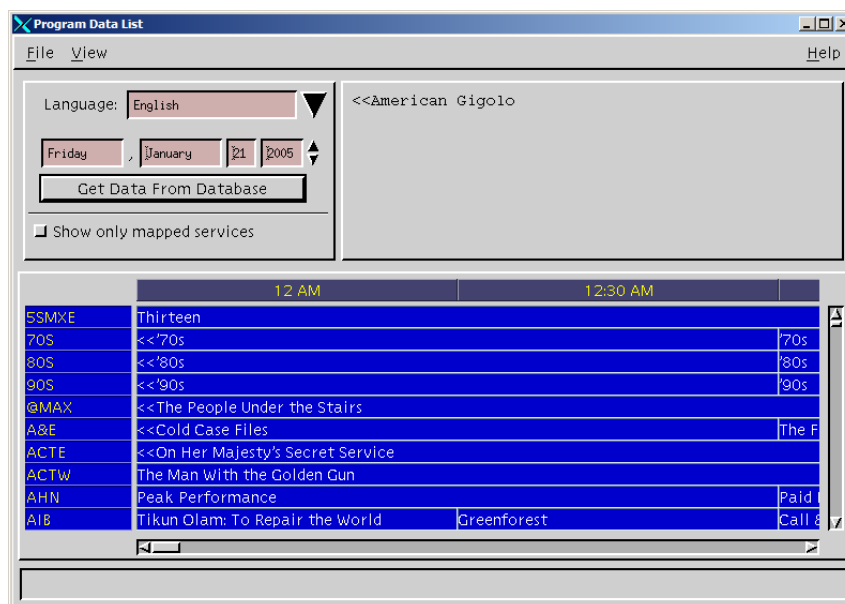 Program Data List
File View Help
Language: English
<<American Gigolo
Friday , January 21 2005
Get Data From Database
Show only mapped services
12 AM 12:30 AM
5SMXE Thirteen
70S <<'70s '70s
80S <<'80s '80s
90S <<'90s '90s
@MAX <<The People Under the Stairs
A&E <<Cold Case Files The F
ACTE <<On Her Majesty's Secret Service
ACTW The Man With the Golden Gun
AHN Peak Performance Paid
AIB Tikun Olam: To Repair the World Greenforest Call &